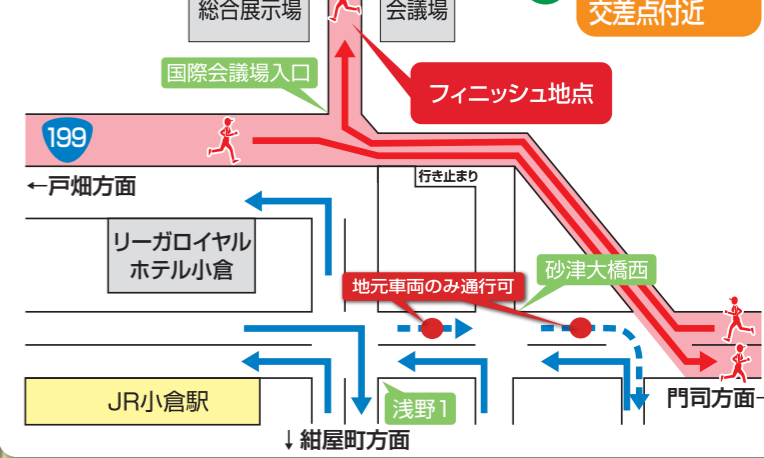 総合展示場
会議場
交差点付近
国際会議場入口
フィニッシュ地点
199
←戸畑方面
行き止まり
リーガロイヤル
ホテル小倉
砂津大橋西
地元車両のみ通行可
JR小倉駅
浅野1
門司方面
↓紺屋町方面